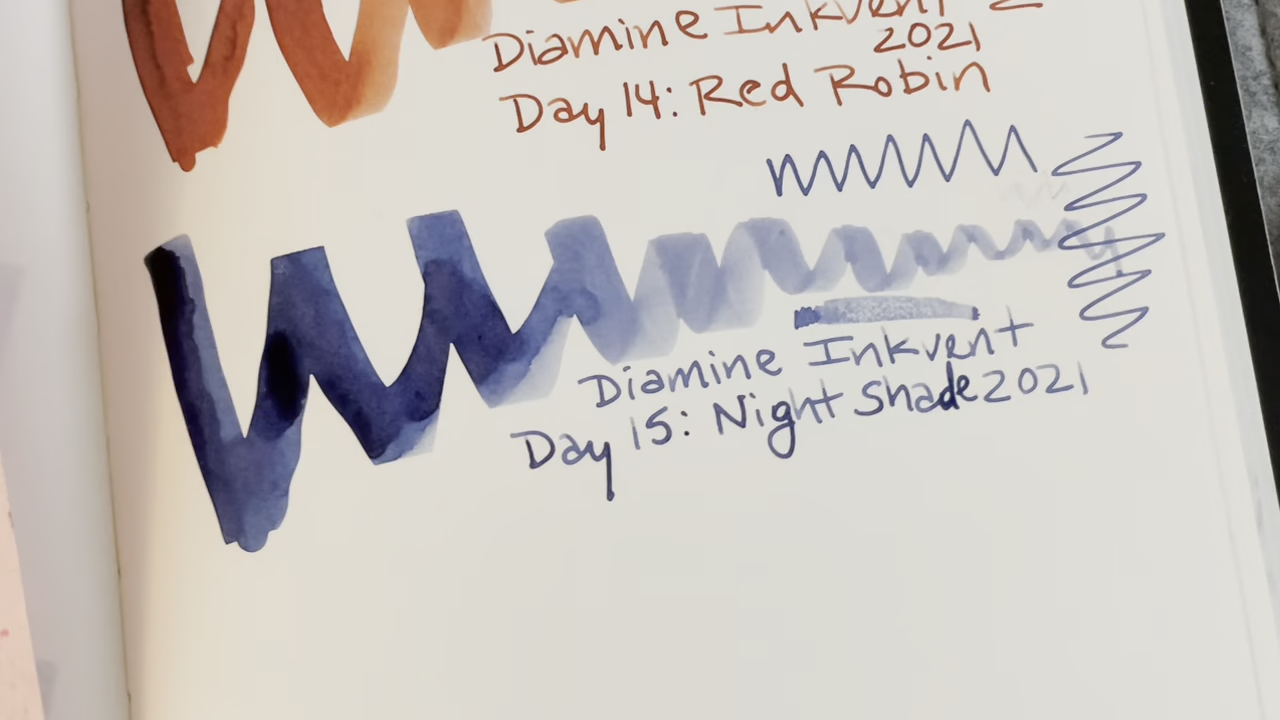 Diamine Inkvent
2021
Day 14: Red Robin
Diamine Inkvent
Day 15: Night Shade 2021